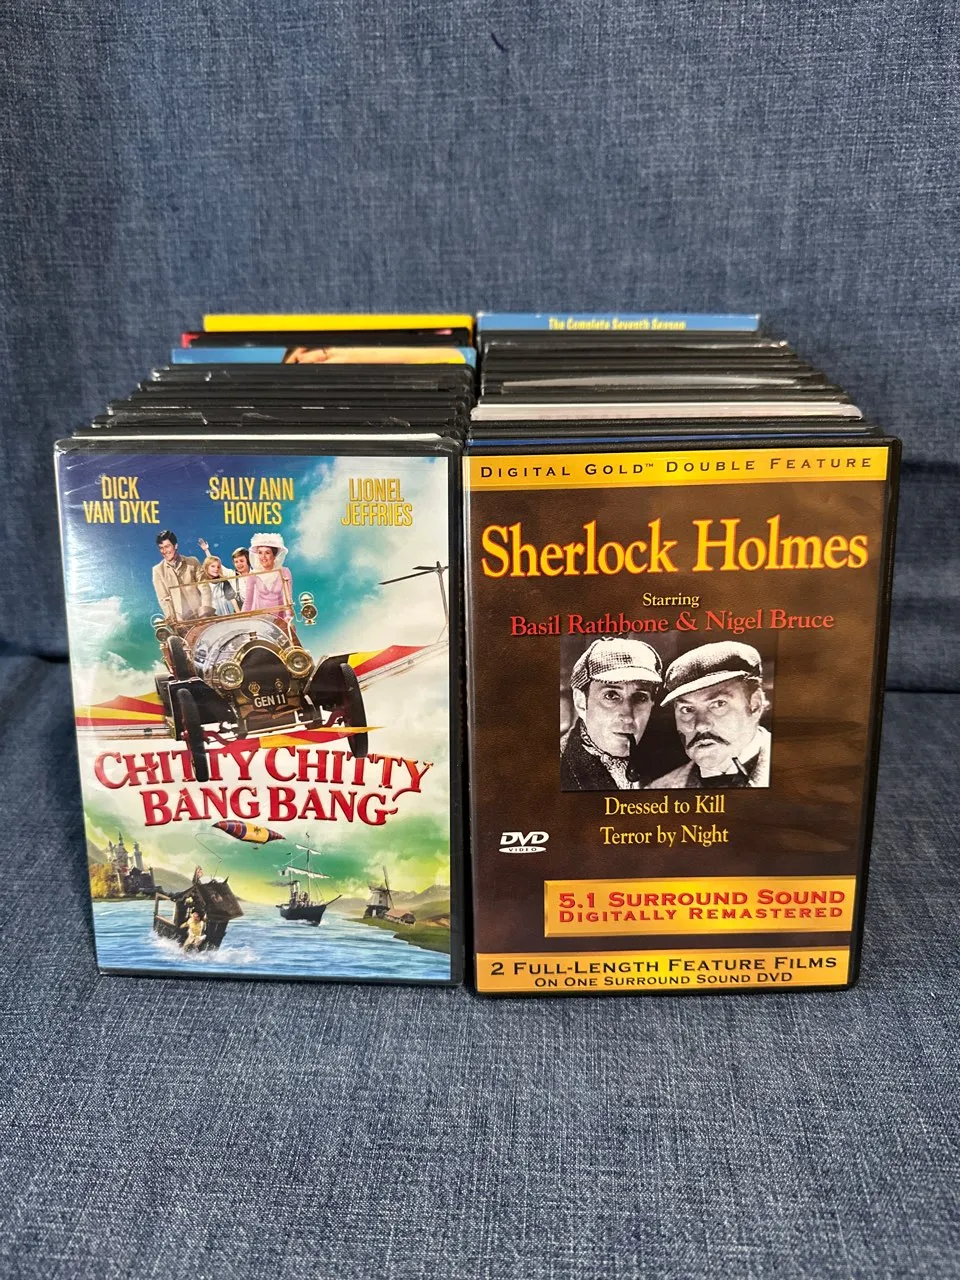 The Complete Seventh Season
DICK
VAN DYKE
SALLY ANN
HOWES
LIONEL
JEFFRIES
GEN 11
CHITTY CHITTY
BANG BANG
DIGITAL GOLD™ DOUBLE FEATURE
Sherlock Holmes
Starring
Basil Rathbone & Nigel Bruce
Dressed to Kill
Terror by Night
DVD
VIDEO
5.1 SURROUND SOUND
DIGITALLY REMASTERED
2 FULL-LENGTH FEATURE FILMS
ON ONE SURROUND SOUND DVD